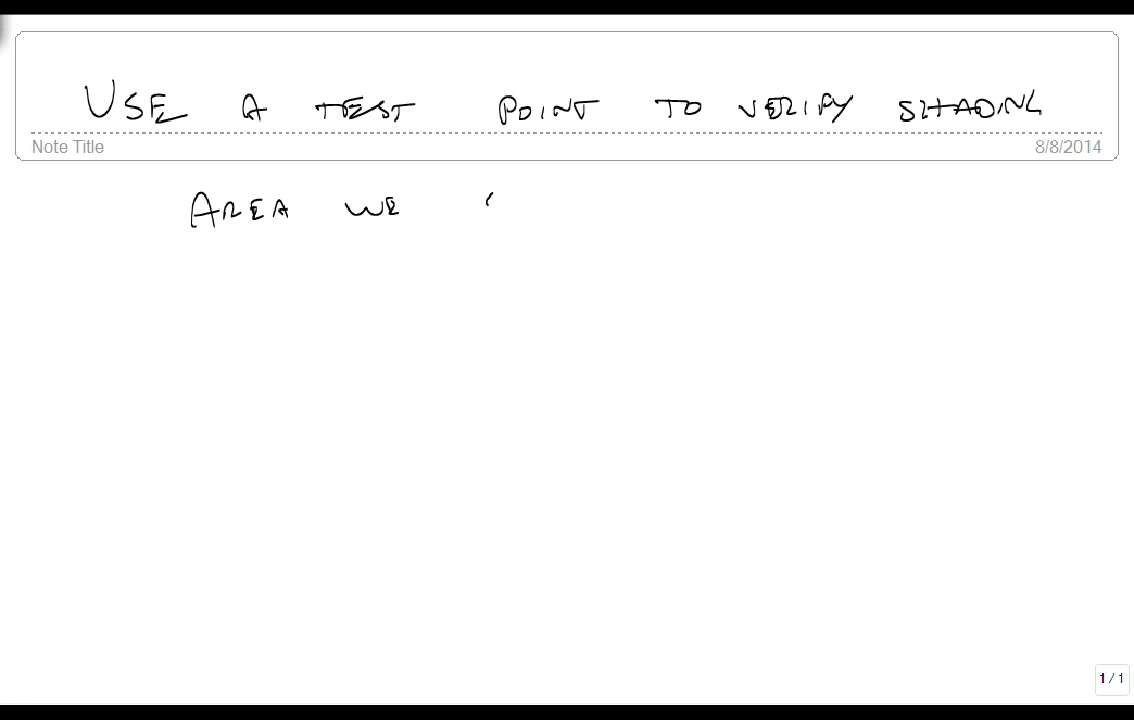 USE A TEST POINT TO VERIFY SHADING
Note Title
8/8/2014
AREA WE
1/1